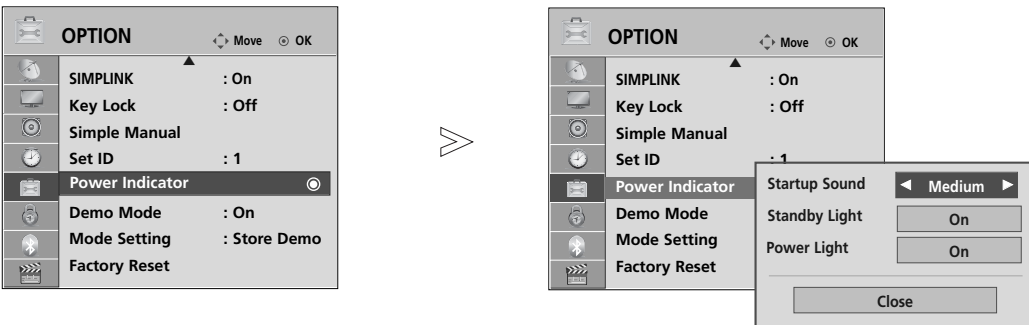 OPTION Move OK
SIMPLINK : On
Key Lock : Off
Simple Manual
Set ID : 1
Power Indicator
Demo Mode : On
Mode Setting : Store Demo
Factory Reset
OPTION Move OK
SIMPLINK : On
Key Lock : Off
Simple Manual
Set ID : 1
Power Indicator
Demo Mode
Mode Setting
Factory Reset
Startup Sound ◀ Medium ▶
Standby Light On
Power Light On
Close